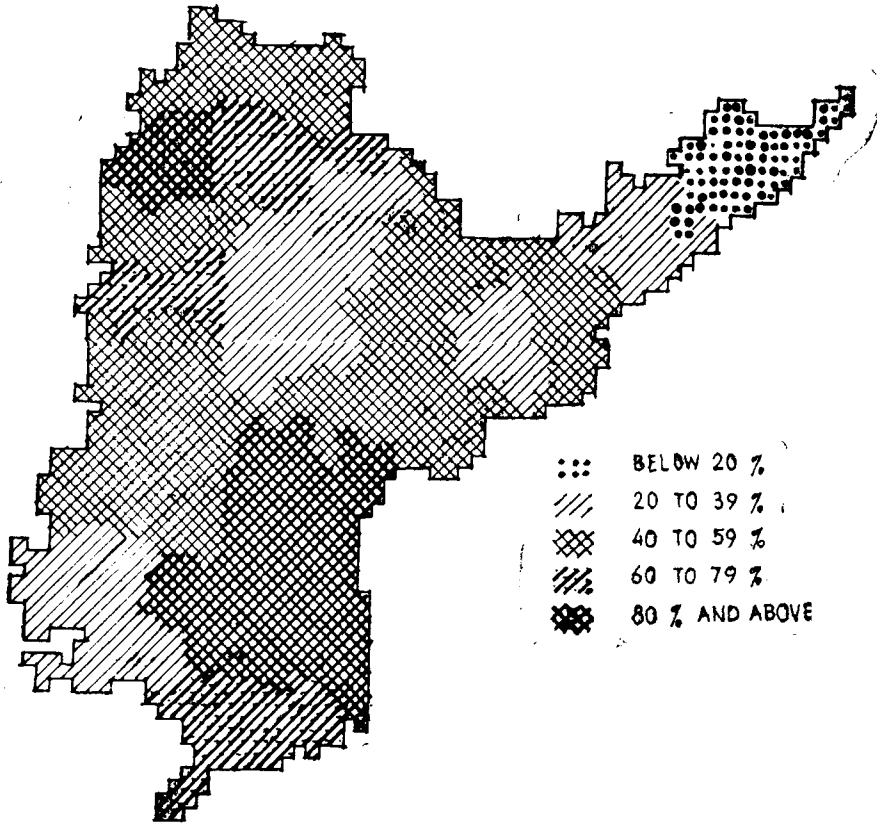 BELOW 20 %
20 TO 39 %
40 TO 59 %
60 TO 79 %
80 % AND ABOVE